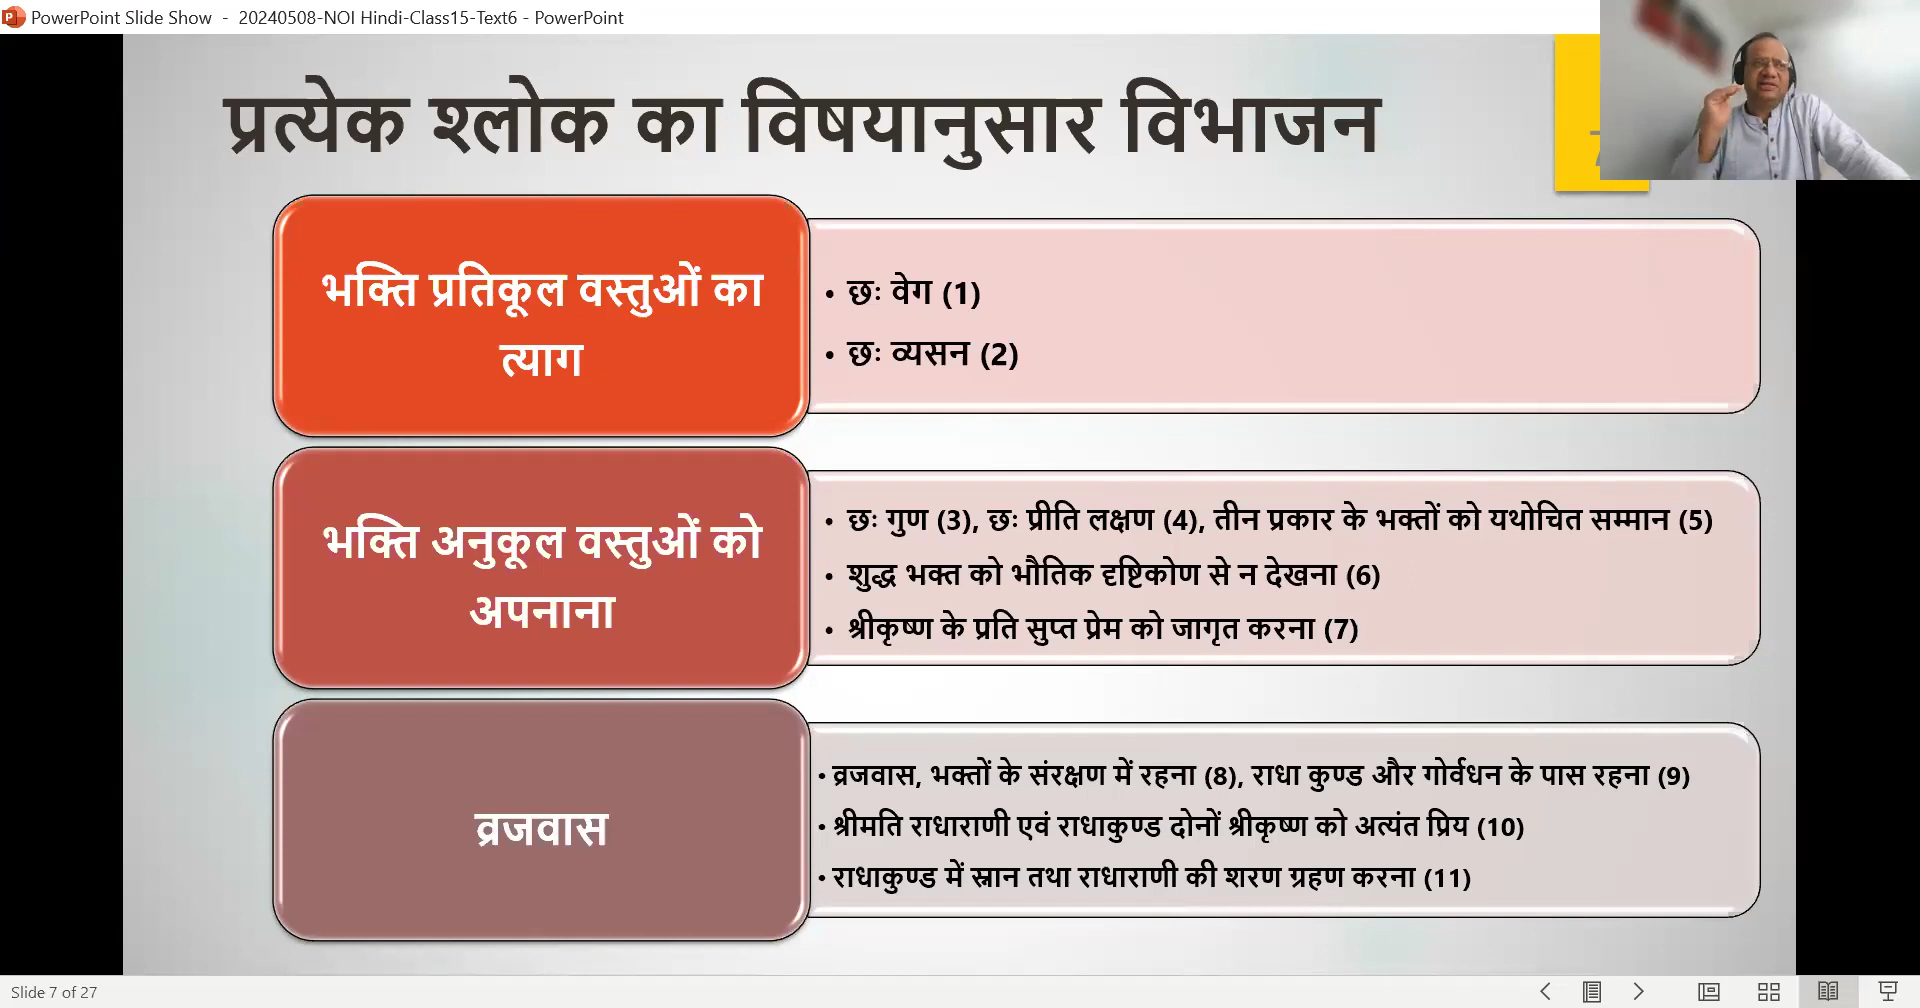 PowerPoint Slide Show - 20240508-NOI Hindi-Class15-Text6 - PowerPoint
प्रत्येक श्लोक का विषयानुसार विभाजन
भक्ति प्रतिकूल वस्तुओं का
त्याग
• छः वेग (1)
• छः व्यसन (2)
भक्ति अनुकूल वस्तुओं को
अपनाना
• छः गुण (3), छः प्रीति लक्षण (4), तीन प्रकार के भक्तों को यथोचित सम्मान (5)
• शुद्ध भक्त को भौतिक दृष्टिकोण से न देखना (6)
• श्रीकृष्ण के प्रति सुप्त प्रेम को जागृत करना (7)
व्रजवास
• व्रजवास, भक्तों के संरक्षण में रहना (8), राधा कुण्ड और गोर्वधन के पास रहना (9)
• श्रीमति राधाराणी एवं राधाकुण्ड दोनों श्रीकृष्ण को अत्यंत प्रिय (10)
• राधाकुण्ड में स्नान तथा राधाराणी की शरण ग्रहण करना (11)
Slide 7 of 27